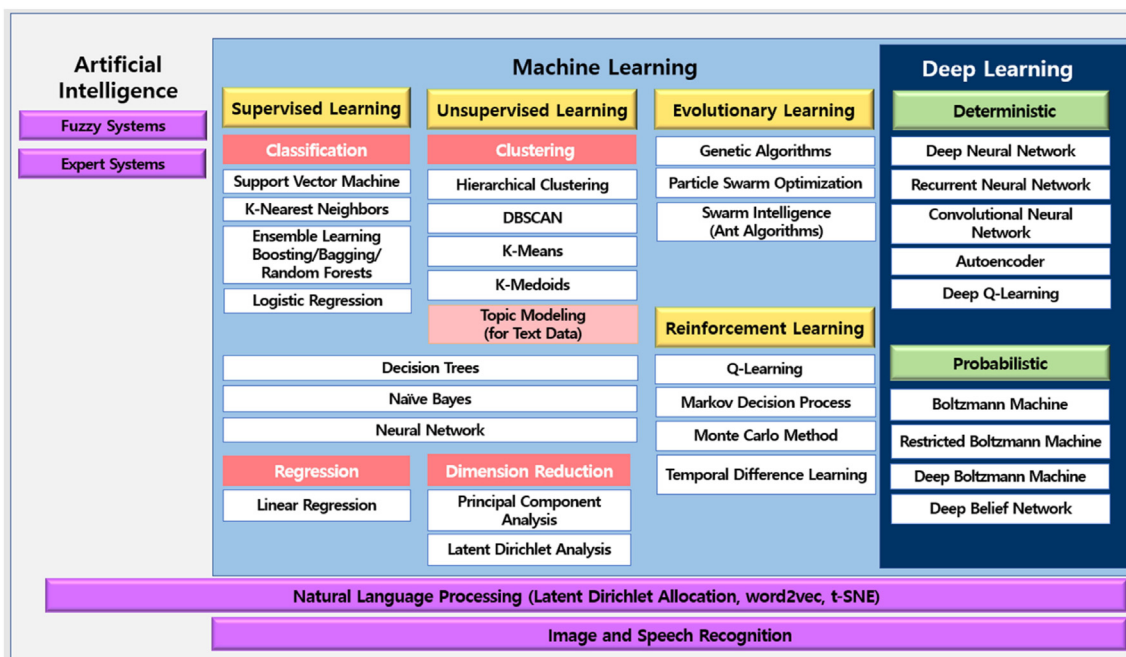 Artificial
Intelligence
Fuzzy Systems
Expert Systems
Machine Learning
Supervised Learning
Classification
Support Vector Machine
K-Nearest Neighbors
Ensemble Learning
Boosting/Bagging/
Random Forests
Logistic Regression
Unsupervised Learning
Clustering
Hierarchical Clustering
DBSCAN
K-Means
K-Medoids
Topic Modeling
(for Text Data)
Decision Trees
Naïve Bayes
Neural Network
Regression
Linear Regression
Dimension Reduction
Principal Component
Analysis
Latent Dirichlet Analysis
Evolutionary Learning
Genetic Algorithms
Particle Swarm Optimization
Swarm Intelligence
(Ant Algorithms)
Reinforcement Learning
Q-Learning
Markov Decision Process
Monte Carlo Method
Temporal Difference Learning
Deep Learning
Deterministic
Deep Neural Network
Recurrent Neural Network
Convolutional Neural
Network
Autoencoder
Deep Q-Learning
Probabilistic
Boltzmann Machine
Restricted Boltzmann Machine
Deep Boltzmann Machine
Deep Belief Network
Natural Language Processing (Latent Dirichlet Allocation, word2vec, t-SNE)
Image and Speech Recognition